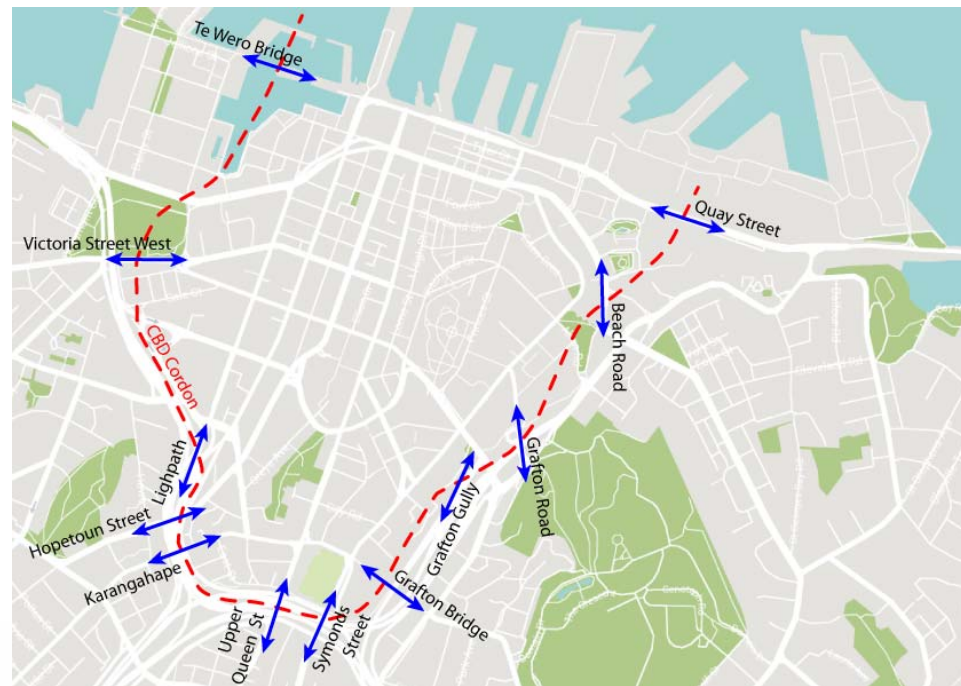 Te Wero Bridge
Quay Street
Victoria Street West
Beach Road
CBD Cordon
Lighpath
Grafton Road
Grafton Gully
Hopetoun Street
Karangahape
Grafton Bridge
Upper
Queen St
Symonds
Street